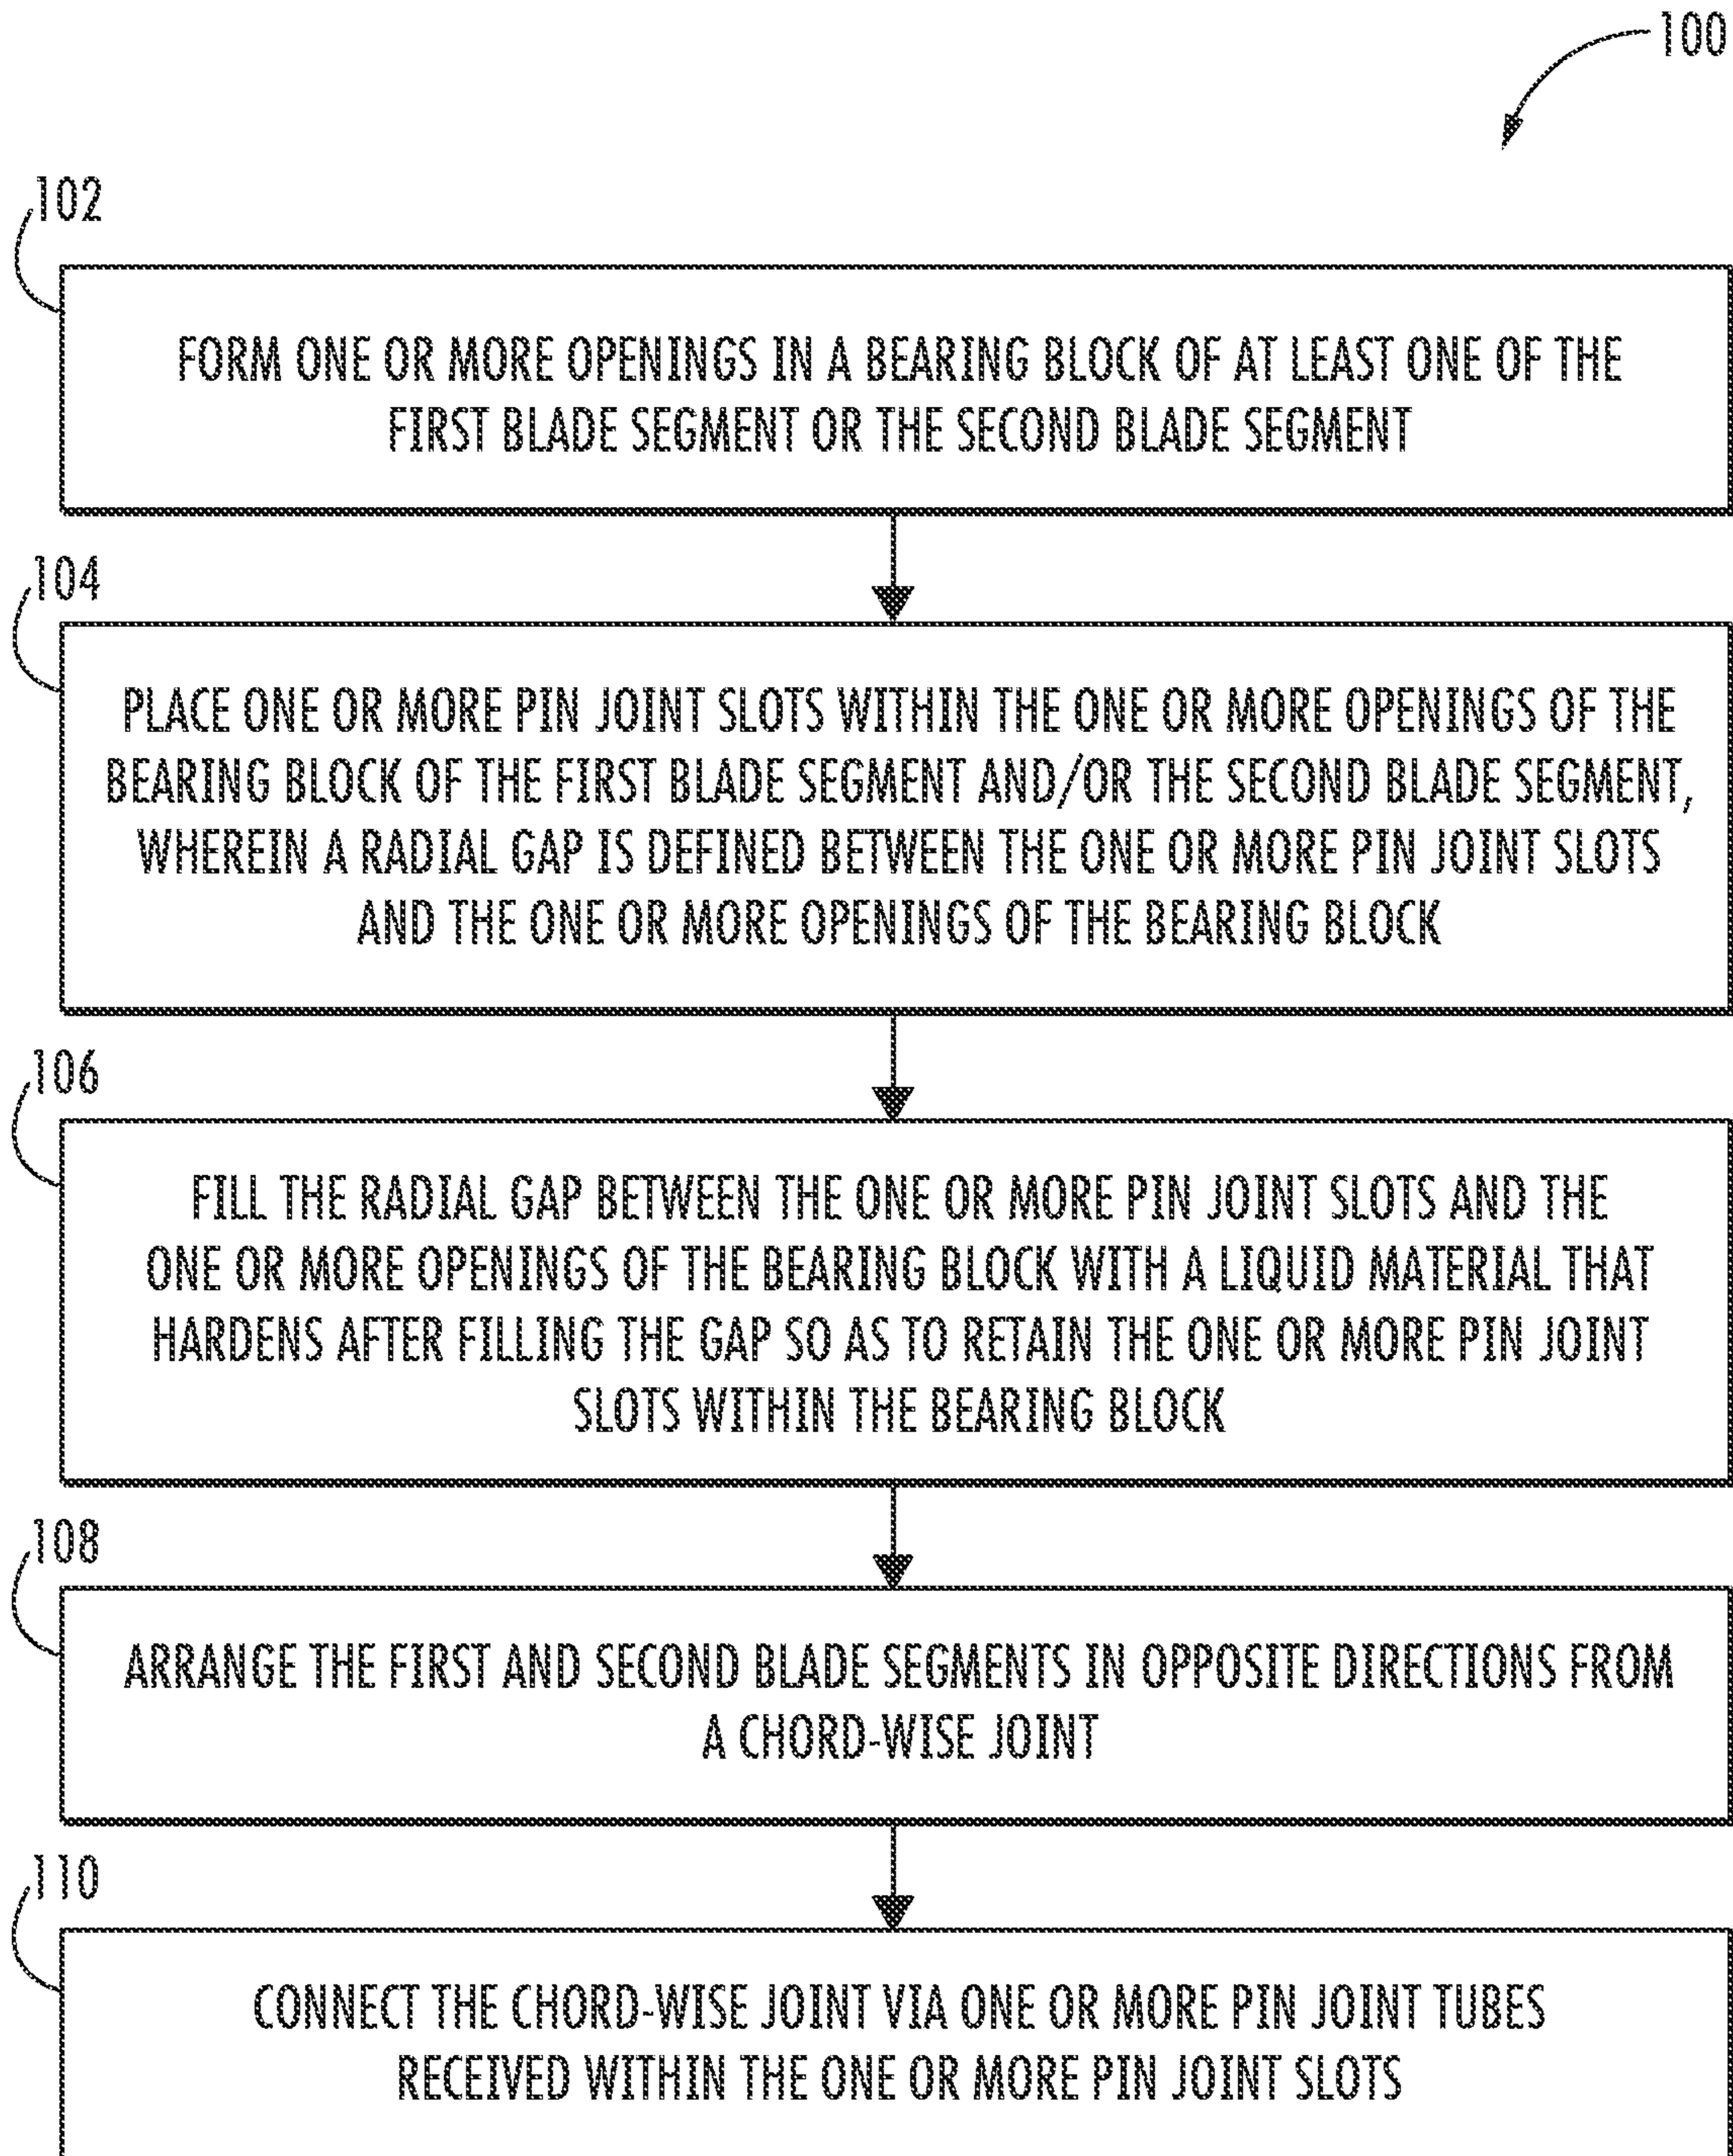 100
102
FORM ONE OR MORE OPENINGS IN A BEARING BLOCK OF AT LEAST ONE OF THE
FIRST BLADE SEGMENT OR THE SECOND BLADE SEGMENT
104
PLACE ONE OR MORE PIN JOINT SLOTS WITHIN THE ONE OR MORE OPENINGS OF THE
BEARING BLOCK OF THE FIRST BLADE SEGMENT AND/OR THE SECOND BLADE SEGMENT,
WHEREIN A RADIAL GAP IS DEFINED BETWEEN THE ONE OR MORE PIN JOINT SLOTS
AND THE ONE OR MORE OPENINGS OF THE BEARING BLOCK
106
FILL THE RADIAL GAP BETWEEN THE ONE OR MORE PIN JOINT SLOTS AND THE
ONE OR MORE OPENINGS OF THE BEARING BLOCK WITH A LIQUID MATERIAL THAT
HARDENS AFTER FILLING THE GAP SO AS TO RETAIN THE ONE OR MORE PIN JOINT
SLOTS WITHIN THE BEARING BLOCK
108
ARRANGE THE FIRST AND SECOND BLADE SEGMENTS IN OPPOSITE DIRECTIONS FROM
A CHORD-WISE JOINT
110
CONNECT THE CHORD-WISE JOINT VIA ONE OR MORE PIN JOINT TUBES
RECEIVED WITHIN THE ONE OR MORE PIN JOINT SLOTS